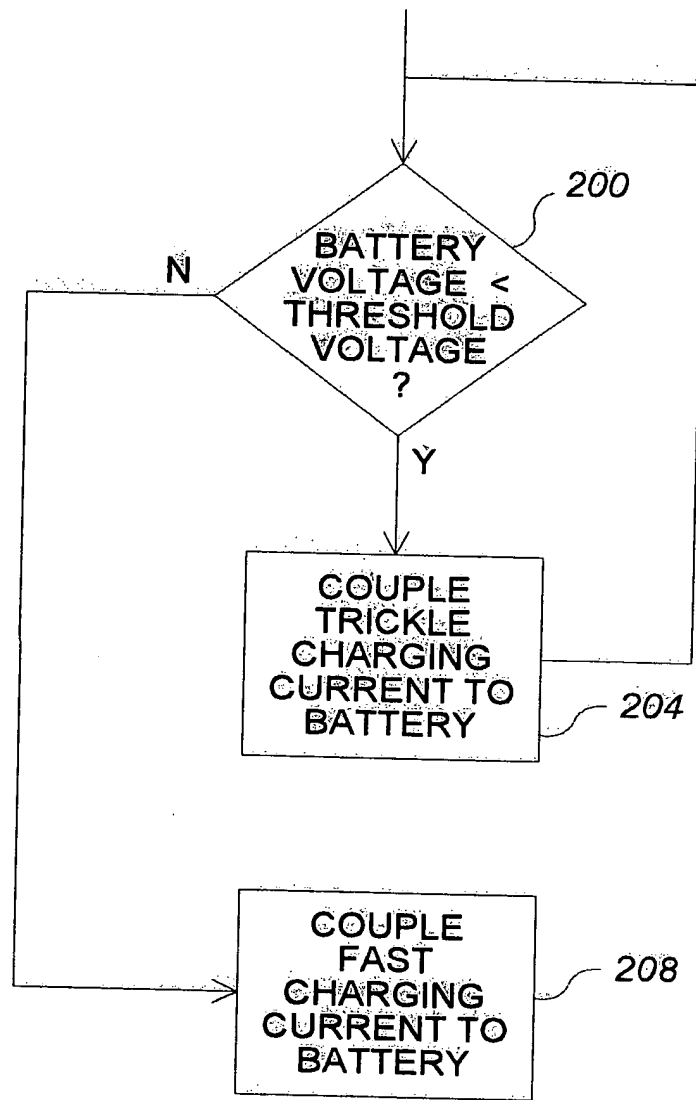 200
BATTERY
VOLTAGE <
THRESHOLD
VOLTAGE
?
N
Y
COUPLE
TRICKLE
CHARGING
CURRENT TO
BATTERY
204
COUPLE
FAST
CHARGING
CURRENT TO
BATTERY
208